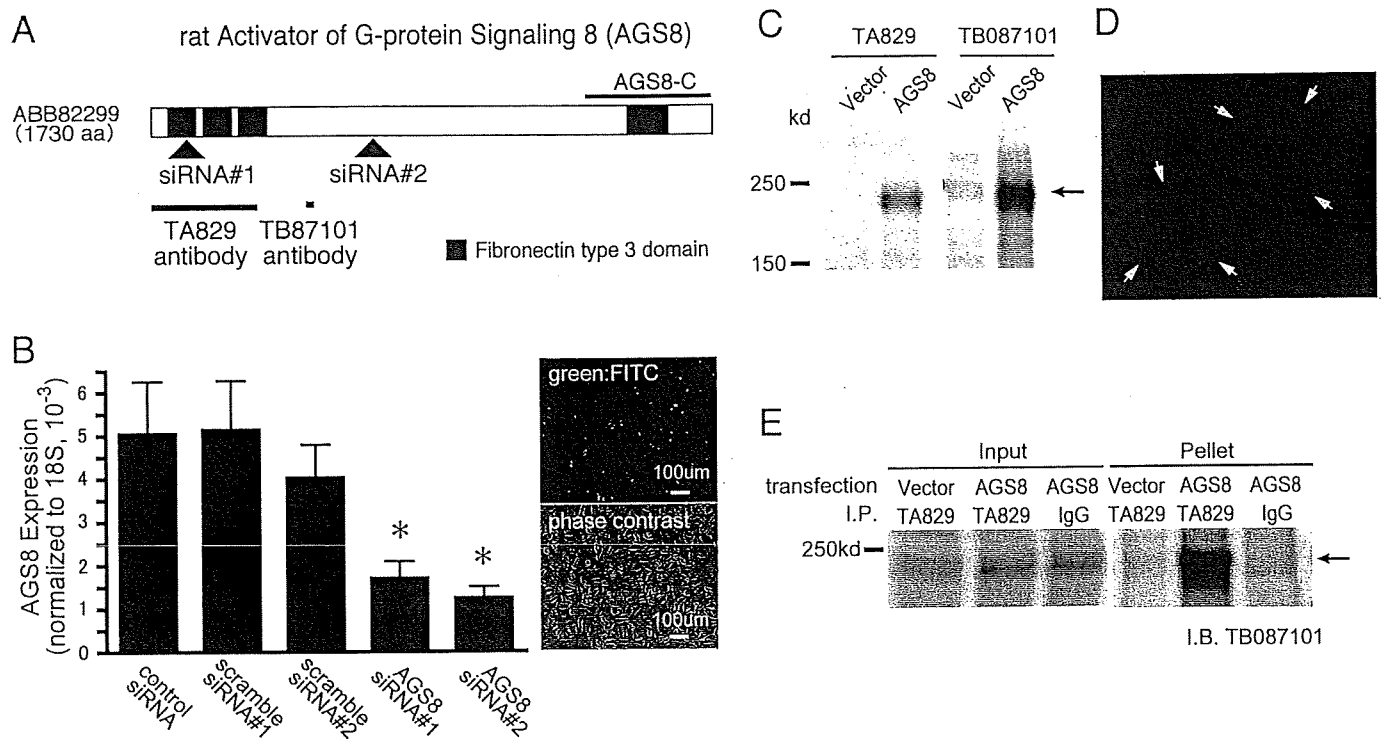 A
rat Activator of G-protein Signaling 8 (AGS8)
AGS8-C
ABB82299
(1730 aa)
siRNA#1
siRNA#2
TA829
antibody
TB87101
antibody
Fibronectin type 3 domain
B
AGS8 Expression
(normalized to 18S, 10-3)
6
5
4
3
2
1
0
*
*
control
siRNA
scramble
siRNA#1
scramble
siRNA#2
AGS8
siRNA#1
AGS8
siRNA#2
green:FITC
100um
phase contrast
100um
C
TA829
TB087101
Vector
AGS8
Vector
AGS8
kd
250
150
D
E
Input
Pellet
transfection
Vector AGS8 AGS8 Vector AGS8 AGS8
I.P.
TA829 TA829 IgG TA829 TA829 IgG
250kd
I.B. TB087101